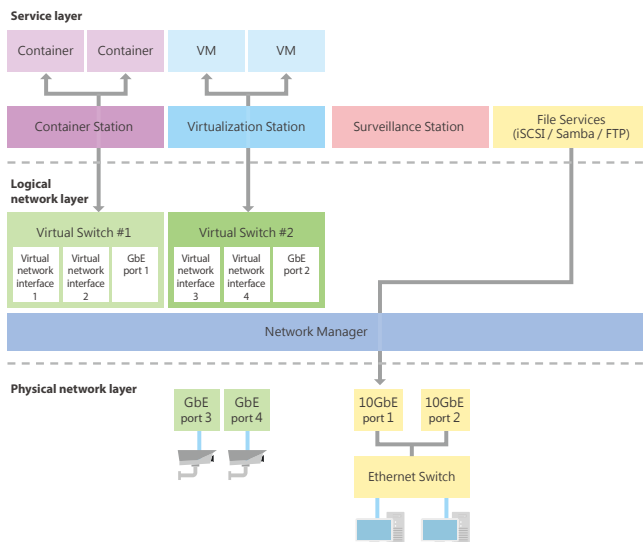 Service layer
Container
Container
VM
VM
Container Station
Virtualization Station
Surveillance Station
File Services
(iSCSI / Samba / FTP)
Logical
network layer
Virtual Switch #1
Virtual
network
interface
1
Virtual
network
interface
2
GbE
port 1
Virtual Switch #2
Virtual
network
interface
3
Virtual
network
interface
4
GbE
port 2
Network Manager
Physical network layer
GbE
port 3
GbE
port 4
10GbE
port 1
10GbE
port 2
Ethernet Switch